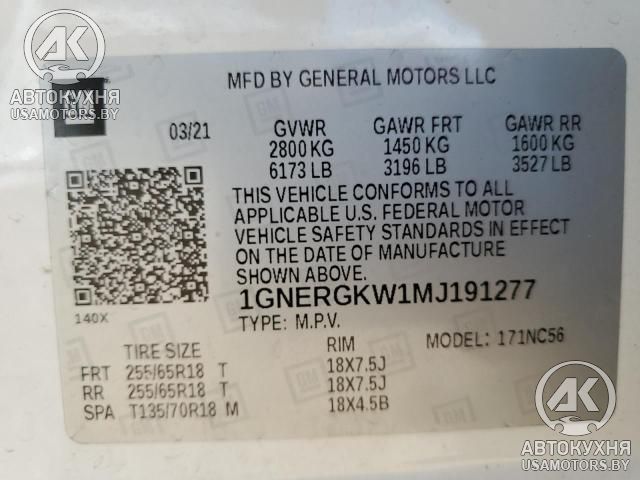 AK
АВТОКУХНЯ
USAMOTORS.BY
GM
MFD BY GENERAL MOTORS LLC
03/21 GVWR GAWR FRT GAWR RR
2800 KG 1450 KG 1600 KG
6173 LB 3196 LB 3527 LB
THIS VEHICLE CONFORMS TO ALL
APPLICABLE U.S. FEDERAL MOTOR
VEHICLE SAFETY STANDARDS IN EFFECT
ON THE DATE OF MANUFACTURE
SHOWN ABOVE.
1GNERGKW1MJ191277
140X
TYPE: M.P.V. MODEL: 171NC56
TIRE SIZE RIM
FRT 255/65R18 T 18X7.5J
RR 255/65R18 T 18X7.5J
SPA T135/70R18 M 18X4.5B
AK
АВТОКУХНЯ
USAMOTORS.BY